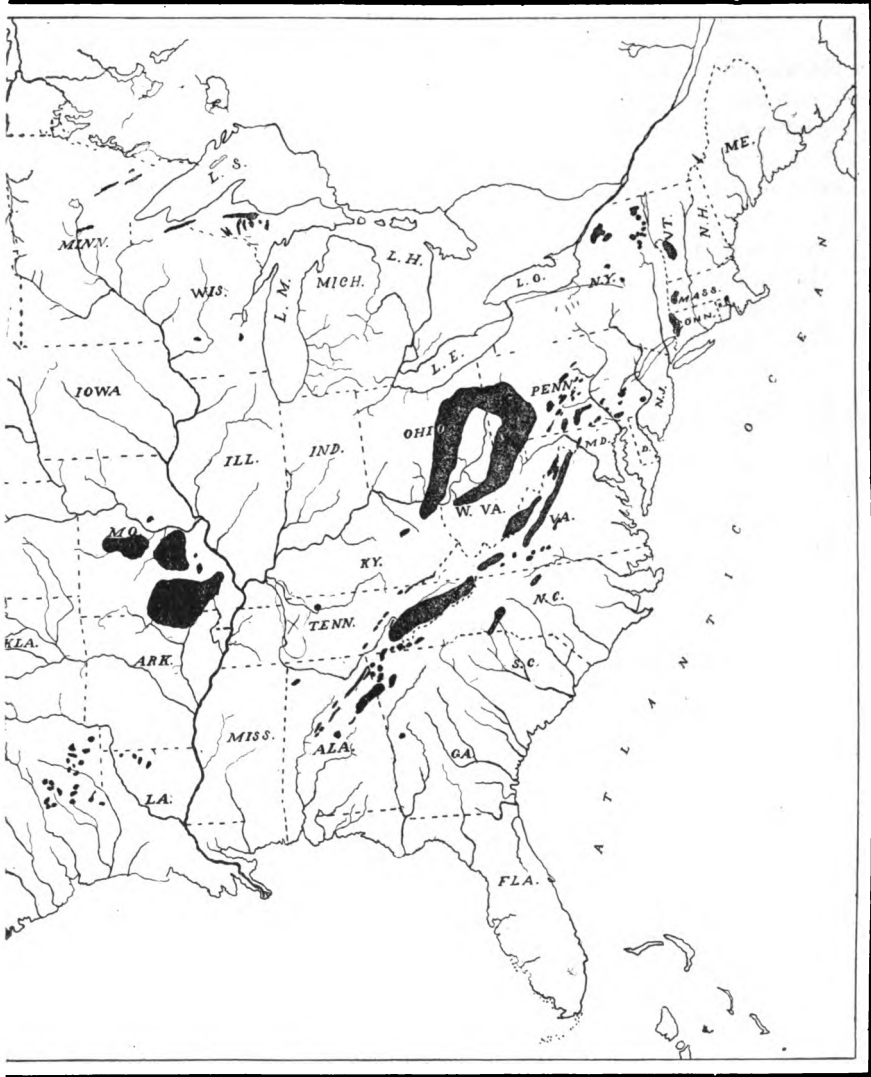 ME.
L. S.
VT.
N.H.
MINN.
L. H.
WIS.
L. M.
MICH.
L. O.
N.Y.
MASS.
ONN.
L. E.
IOWA
PENN.
N.J.
OHIO
ILL.
IND.
MD.
D.
W. VA.
VA.
MO.
KY.
N.C.
TENN.
KLA.
ARK.
S.C.
MISS.
ALA.
GA.
LA.
FLA.
ATLANTIC OCEAN